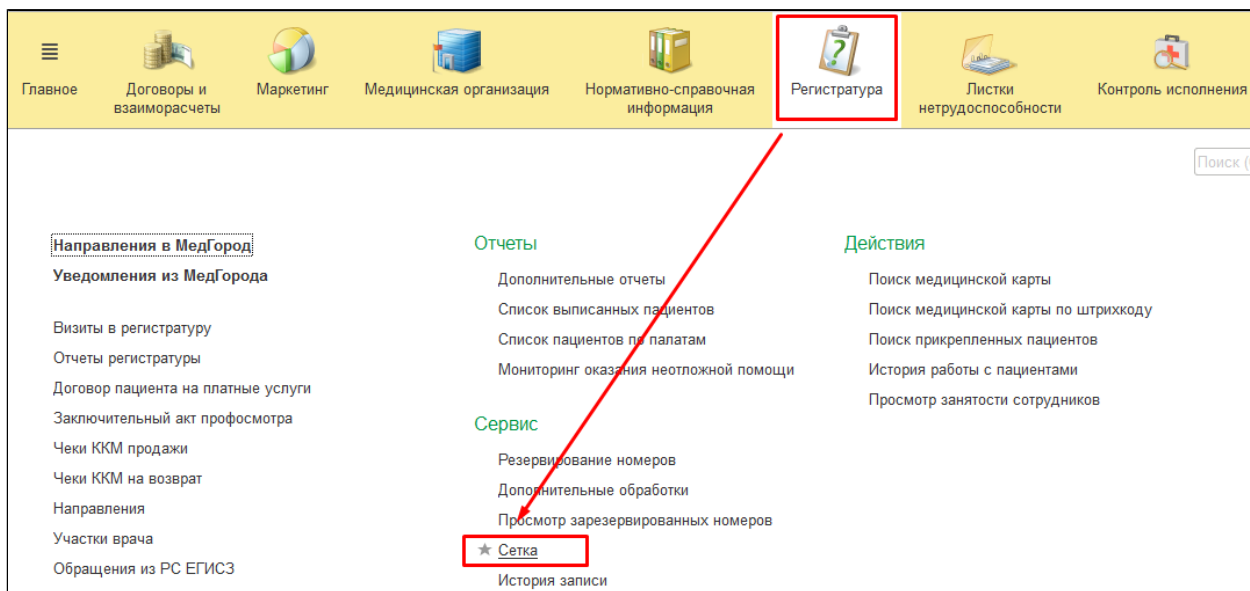 Главное
Договоры и
взаиморасчеты
Маркетинг
Медицинская организация
Нормативно-справочная
информация
Регистратура
Листки
нетрудоспособности
Контроль исполнения
Поиск (
Направления в МедГород
Уведомления из МедГорода
Визиты в регистратуру
Отчеты регистратуры
Договор пациента на платные услуги
Заключительный акт профосмотра
Чеки ККМ продажи
Чеки ККМ на возврат
Направления
Участки врача
Обращения из РС ЕГИСЗ
Отчеты
Дополнительные отчеты
Список выписанных пациентов
Список пациентов по палатам
Мониторинг оказания неотложной помощи
Сервис
Резервирование номеров
Дополнительные обработки
Просмотр зарезервированных номеров
Сетка
История записи
Действия
Поиск медицинской карты
Поиск медицинской карты по штрихкоду
Поиск прикрепленных пациентов
История работы с пациентами
Просмотр занятости сотрудников